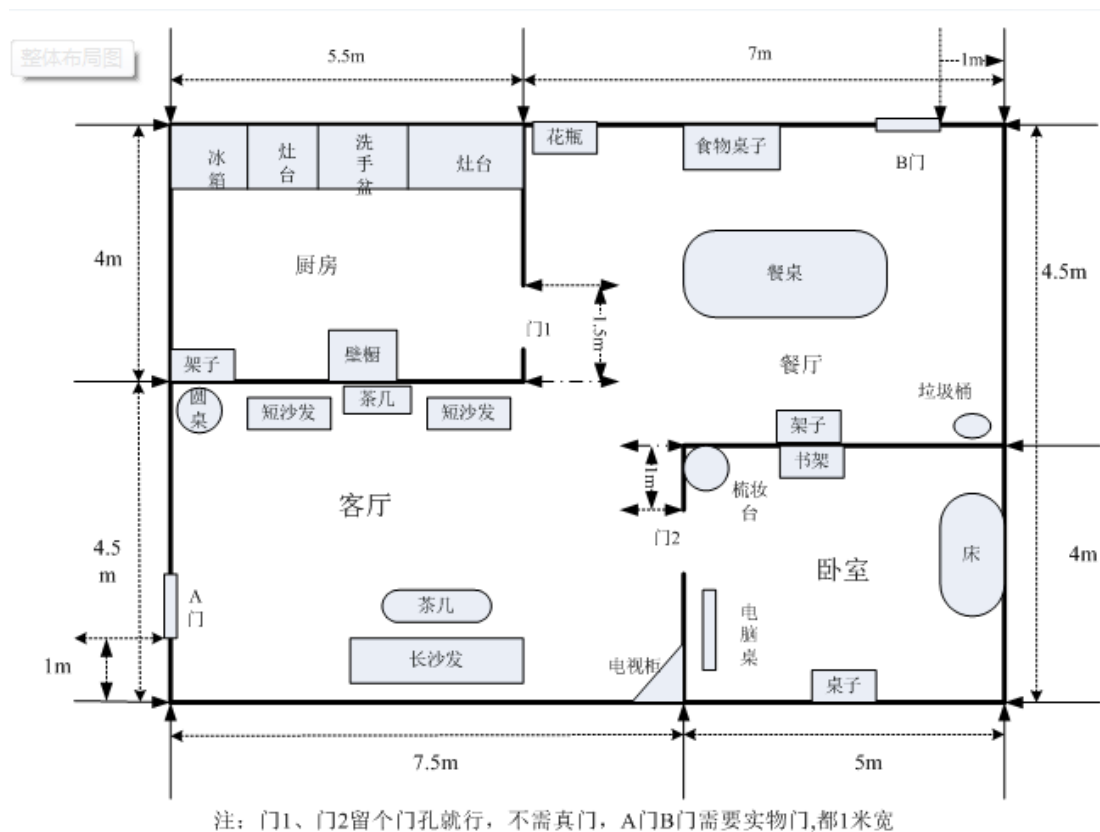 整体布局图
5.5m
7m
1m
冰箱
灶台
洗手盆
灶台
花瓶
食物桌子
B门
4m
厨房
餐桌
4.5m
门1
1.5m
架子
壁橱
餐厅
圆桌
短沙发
茶几
短沙发
垃圾桶
架子
书架
1m
梳妆台
客厅
门2
床
卧室
4.5m
4m
A门
茶几
电脑桌
长沙发
电视柜
桌子
1m
7.5m
5m
注：门1、门2留个门孔就行，不需真门，A门B门需要实物门,都1米宽